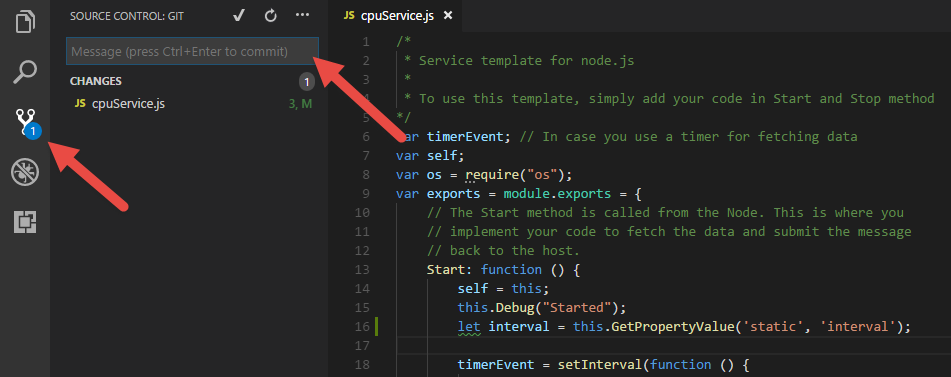 SOURCE CONTROL: GIT
Message (press Ctrl+Enter to commit)
CHANGES 1
JS cpuService.js 3, M
1
JS cpuService.js ×
1 /*
2 * Service template for node.js
3 *
* To use this template, simply add your code in Start and Stop method
5 */
6 var timerEvent; // In case you use a timer for fetching data
7 var self;
8 var os = require("os");
9 var exports = module.exports = {
10 // The Start method is called from the Node. This is where you
11 // implement your code to fetch the data and submit the message
12 // back to the host.
13 Start: function () {
14 self = this;
15 this.Debug("Started");
16 let interval = this.GetPropertyValue('static', 'interval');
17
18 timerEvent = setInterval(function () {